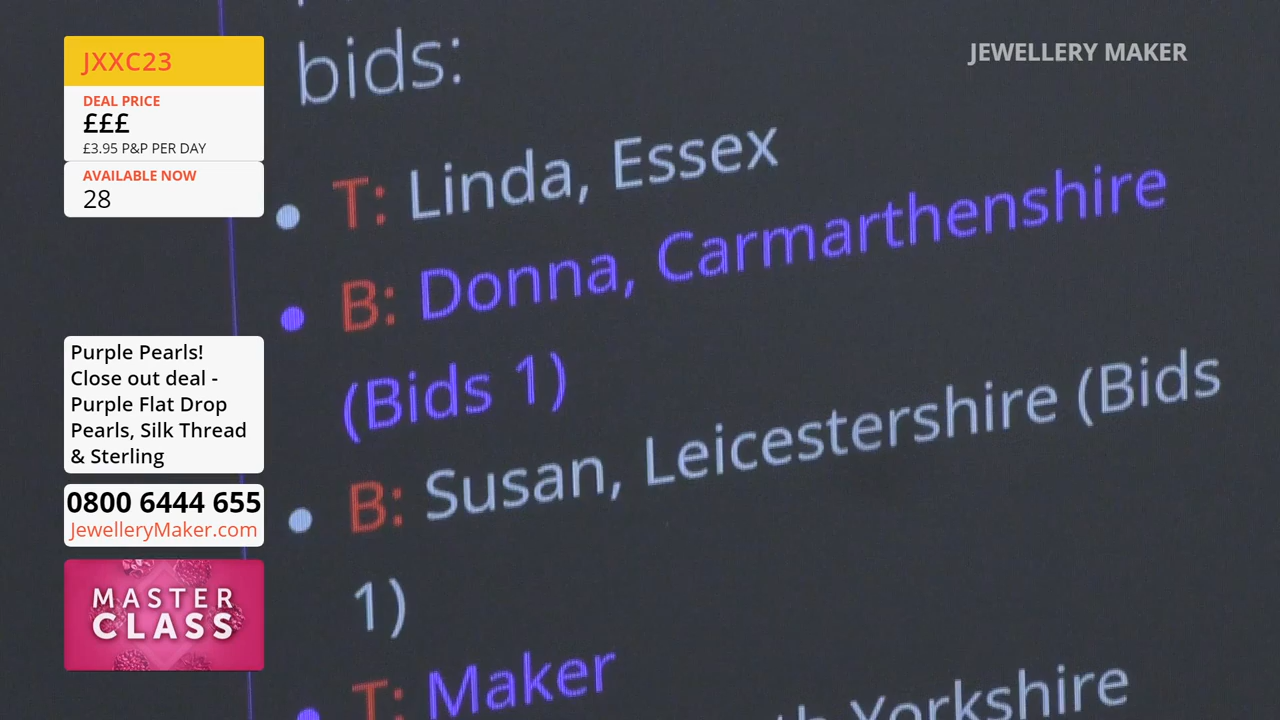 JXXC23
DEAL PRICE
£££
£3.95 P&P PER DAY
AVAILABLE NOW
28
Purple Pearls!
Close out deal -
Purple Flat Drop
Pearls, Silk Thread
& Sterling
0800 6444 655
JewelleryMaker.com
MASTER
CLASS
JEWELLERY MAKER
bids:
• T: Linda, Essex
• B: Donna, Carmarthenshire
(Bids 1)
• B: Susan, Leicestershire (Bids
1)
• T: Maker
Yorkshire